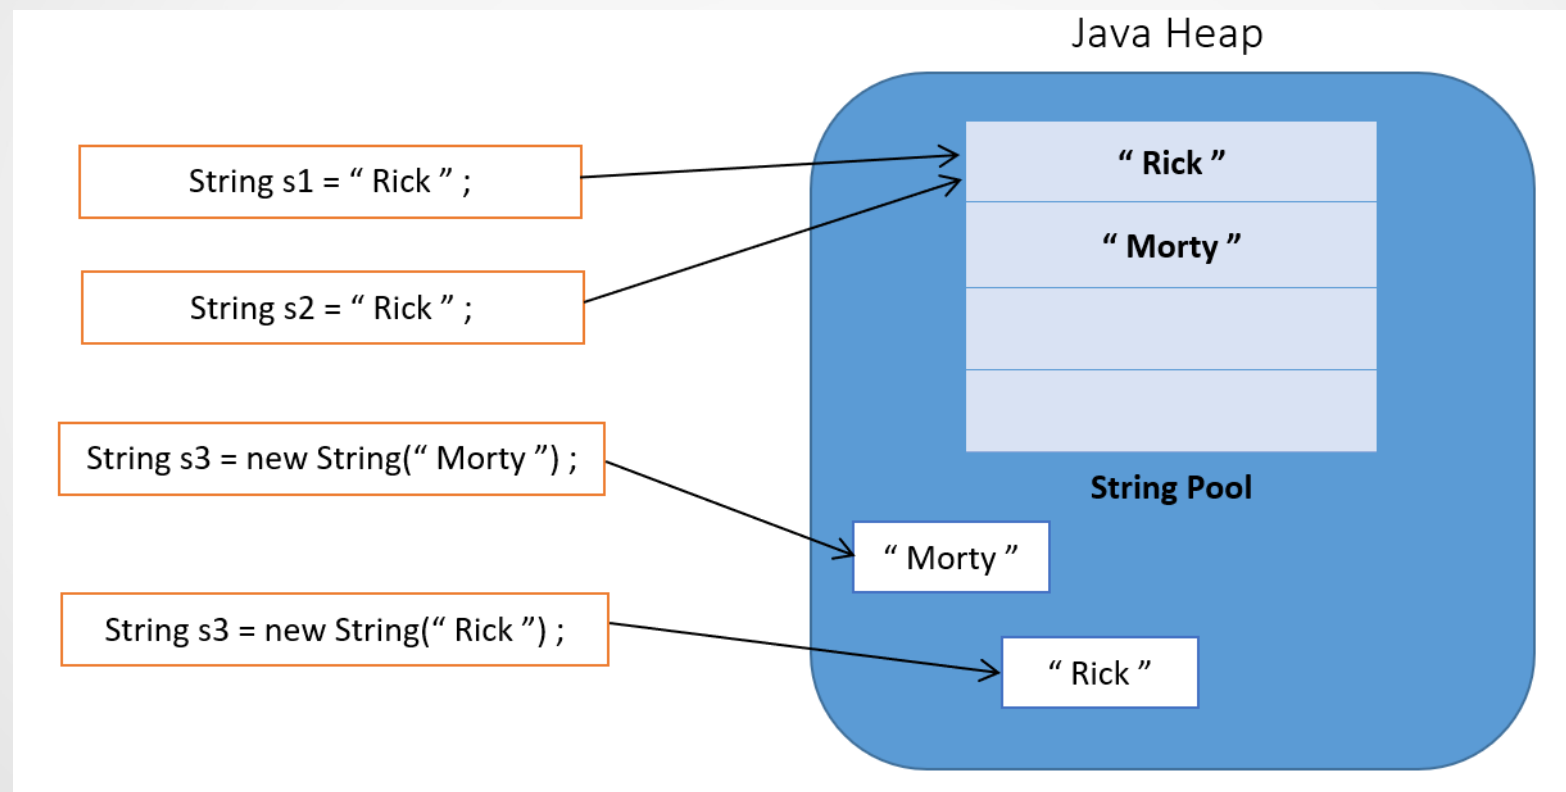 Java Heap
String s1 = “ Rick ” ;
“ Rick ”
“ Morty ”
String s2 = “ Rick ” ;
String s3 = new String(“ Morty ”) ;
String Pool
“ Morty ”
String s3 = new String(“ Rick ”) ;
“ Rick ”